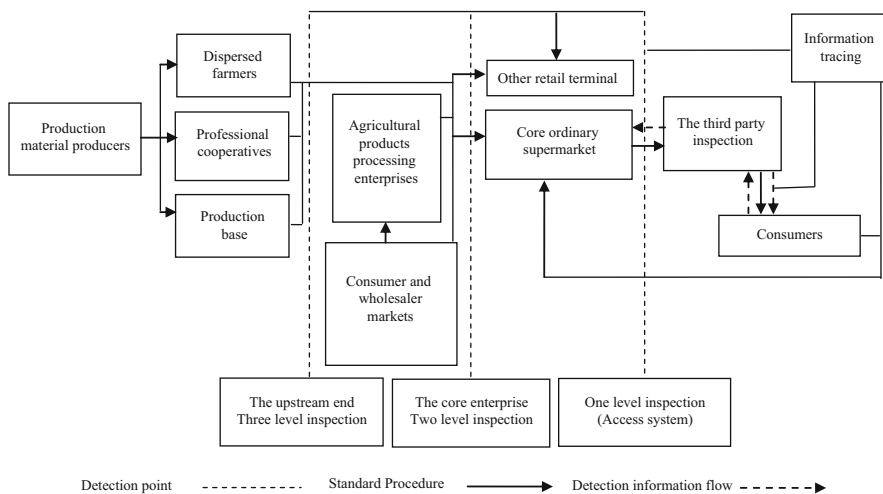 Dispersed
farmers
Information
tracing
Other retail terminal
Production
material producers
Professional
cooperatives
Agricultural
products
processing
enterprises
Core ordinary
supermarket
The third party
inspection
Production
base
Consumers
Consumer and
wholesaler
markets
The upstream end
Three level inspection
The core enterprise
Two level inspection
One level inspection
(Access system)
Detection point
Standard Procedure
Detection information flow